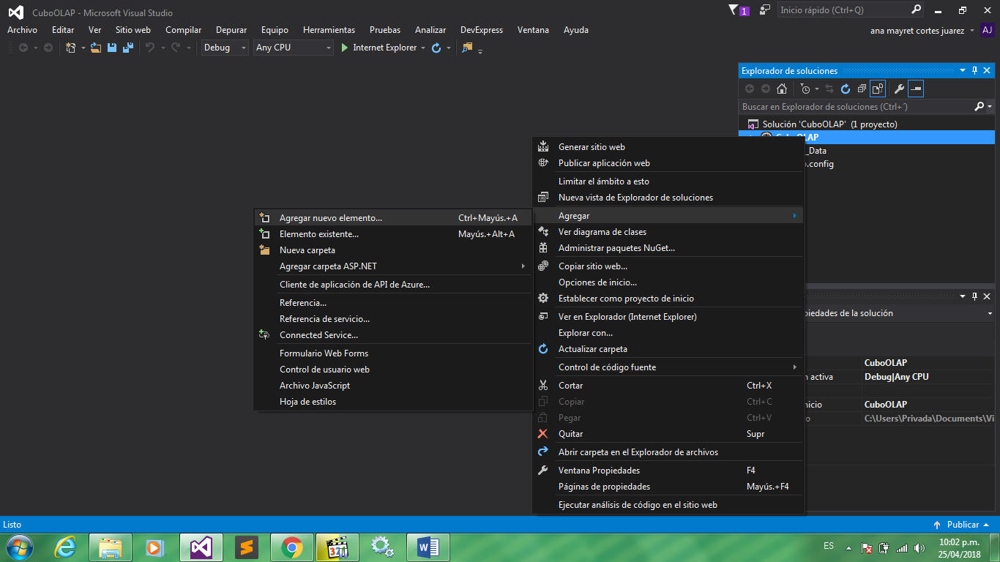 CuboOLAP - Microsoft Visual Studio
1
Inicio rápido (Ctrl+Q)
Archivo Editar Ver Sitio web Compilar Depurar Equipo Herramientas Pruebas Analizar DevExpress Ventana Ayuda
ana mayret cortes juarez AJ
Debug Any CPU Internet Explorer
Explorador de soluciones
Buscar en Explorador de soluciones (Ctrl+´)
Solución 'CuboOLAP' (1 proyecto)
CuboOLAP
_Data
.config
Generar sitio web
Publicar aplicación web
Limitar el ámbito a esto
Nueva vista de Explorador de soluciones
Agregar
Ver diagrama de clases
Administrar paquetes NuGet...
Copiar sitio web...
Opciones de inicio...
Establecer como proyecto de inicio
Ver en Explorador (Internet Explorer)
Explorar con...
Actualizar carpeta
Control de código fuente
Cortar Ctrl+X
Copiar Ctrl+C
Pegar Ctrl+V
Quitar Supr
Abrir carpeta en el Explorador de archivos
Ventana Propiedades F4
Páginas de propiedades Mayús.+F4
Ejecutar análisis de código en el sitio web
Agregar nuevo elemento... Ctrl+Mayús.+A
Elemento existente... Mayús.+Alt+A
Nueva carpeta
Agregar carpeta ASP.NET
Cliente de aplicación de API de Azure...
Referencia...
Referencia de servicio...
Connected Service...
Formulario Web Forms
Control de usuario web
Archivo JavaScript
Hoja de estilos
piedades de la solución
CuboOLAP
n activa Debug|Any CPU
nicio CuboOLAP
o C:\Users\Privada\Documents\Vi
Listo
Publicar
ES
10:02 p.m.
25/04/2018